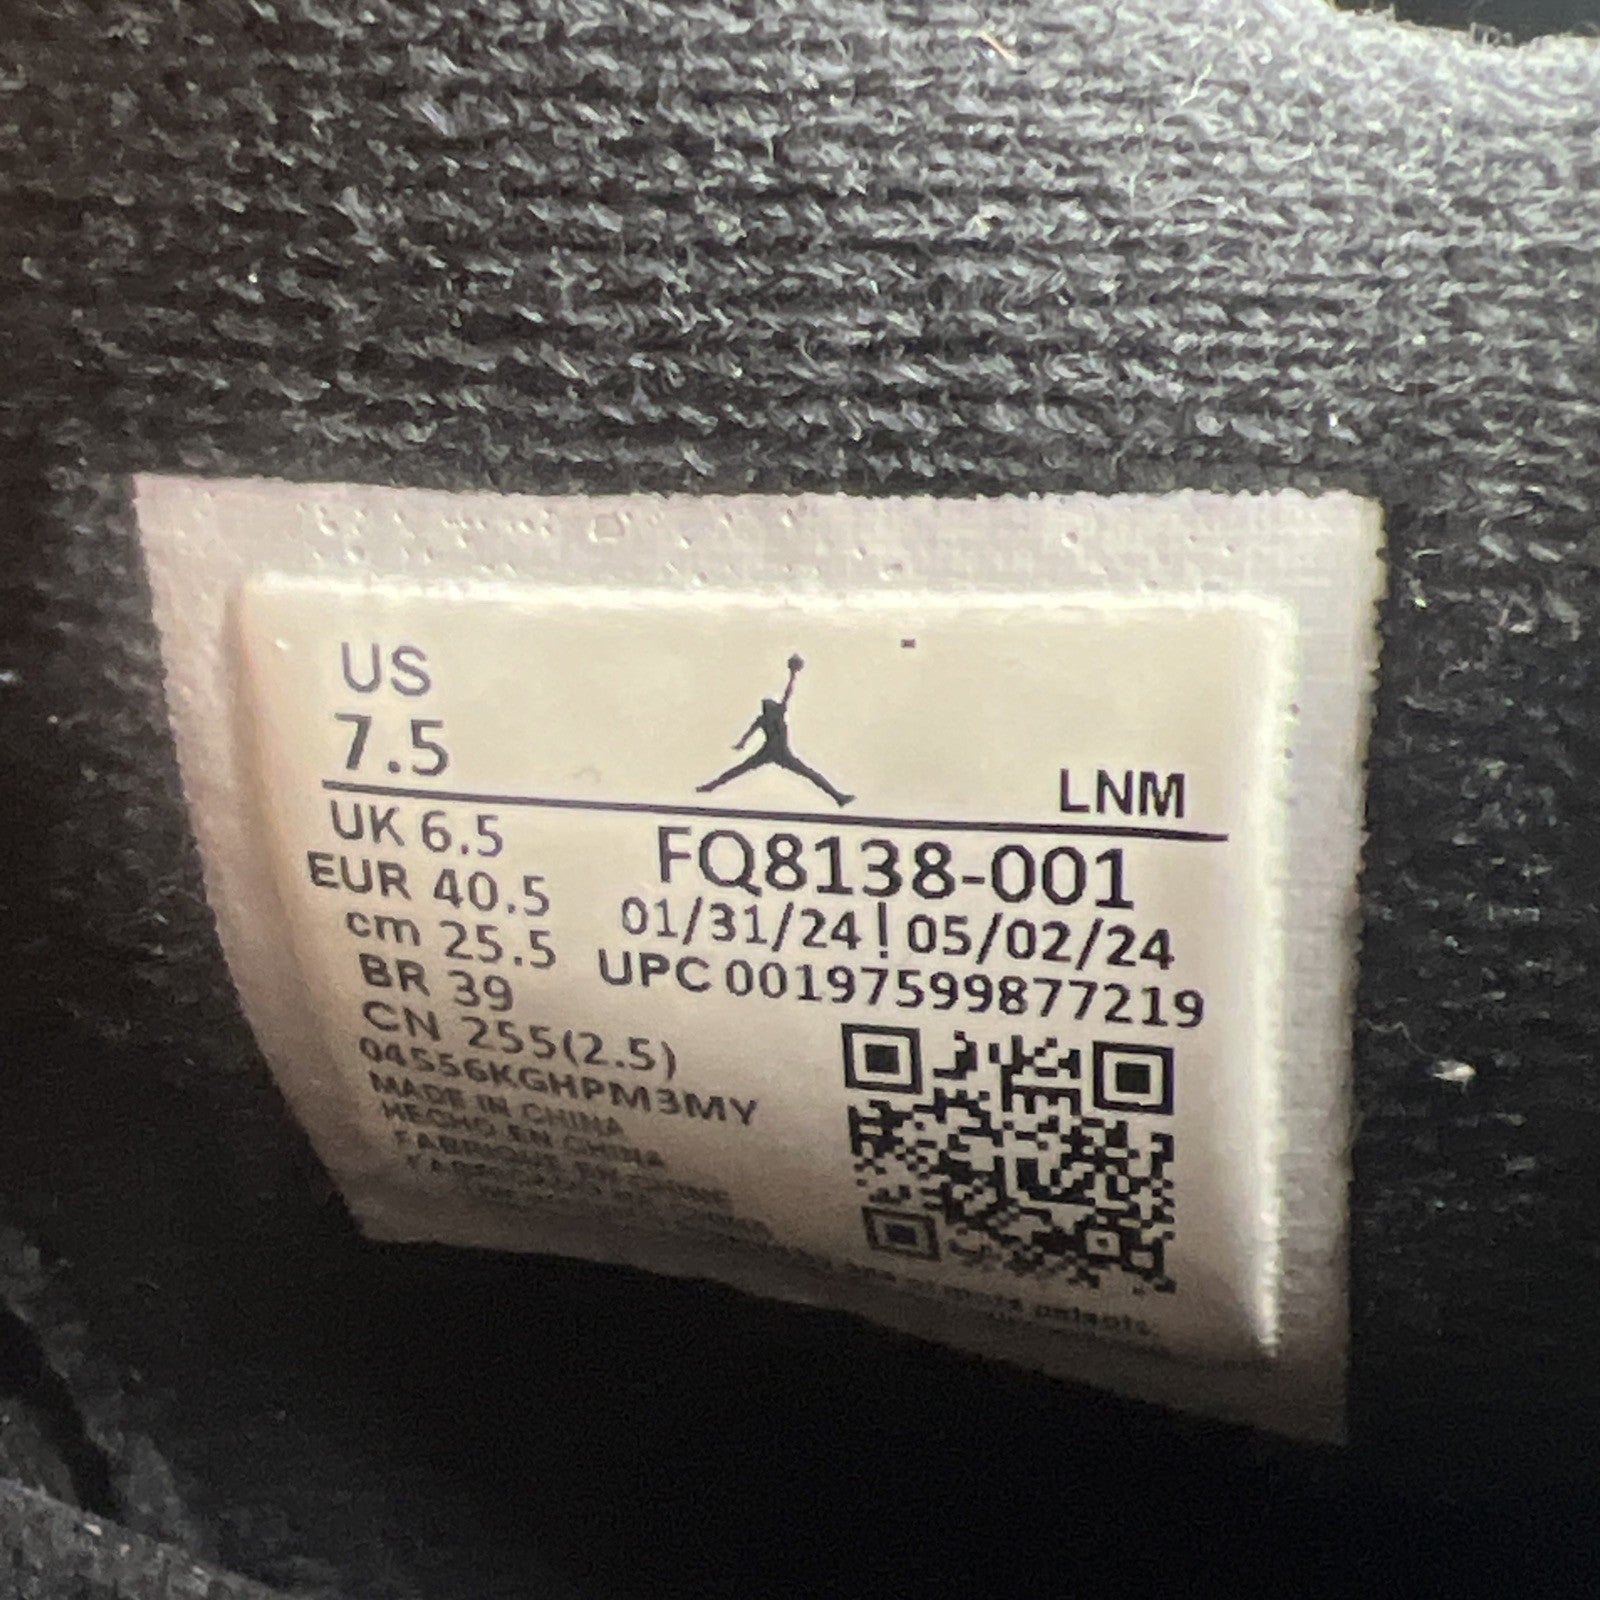 US
7.5
LNM
UK 6.5
EUR 40.5
cm 25.5
BR 39
CN 255(2.5)
FQ8138-001
01/31/24 | 05/02/24
UPC 00197599877219
04S56KGHPM3MY
MADE IN CHINA
HECHO EN CHINA
FABRIQUE EN CHINE
patents.